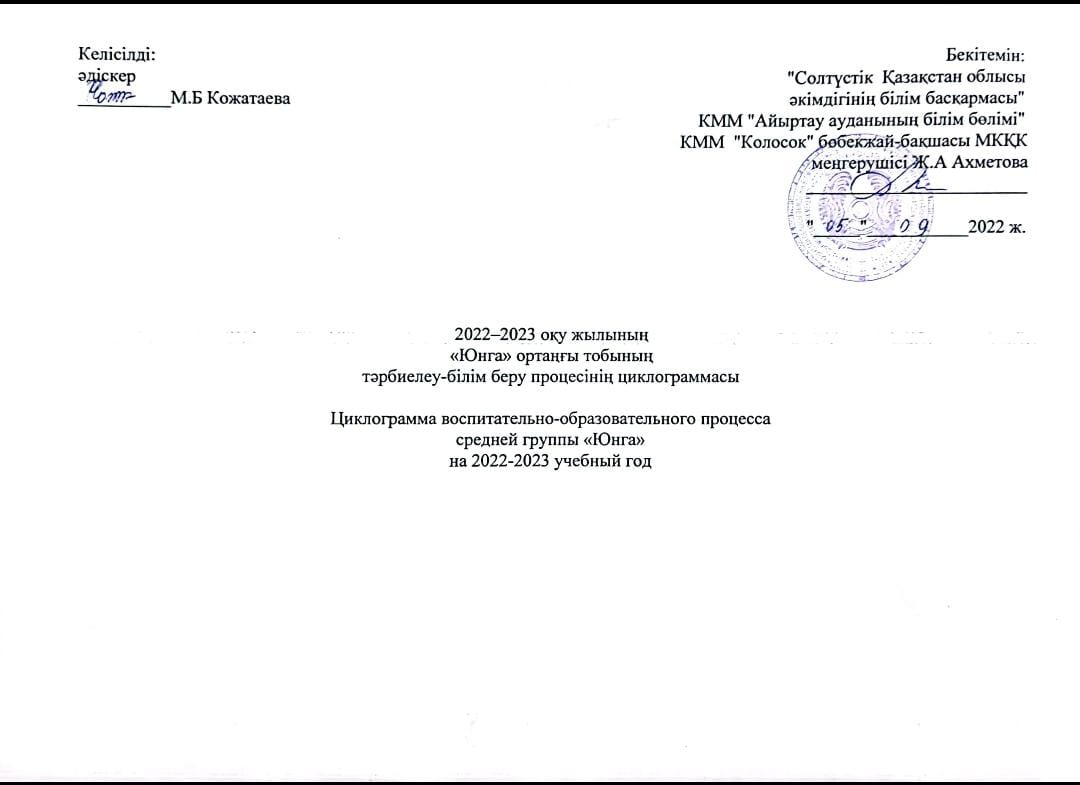 Келісілді:
әдіскер
__________М.Б Кожатаева
Бекітемін:
"Солтүстік Қазақстан облысы
әкімдігінің білім басқармасы"
КММ "Айыртау ауданының білім бөлімі"
КММ "Колосок" бөбекжай-бақшасы МКҚК
меңгерушісі Ж.А Ахметова
"05" 09 2022 ж.
2022–2023 оқу жылының
«Юнга» ортаңғы тобының
тәрбиелеу-білім беру процесінің циклограммасы
Циклограмма воспитательно-образовательного процесса
средней группы «Юнга»
на 2022-2023 учебный год